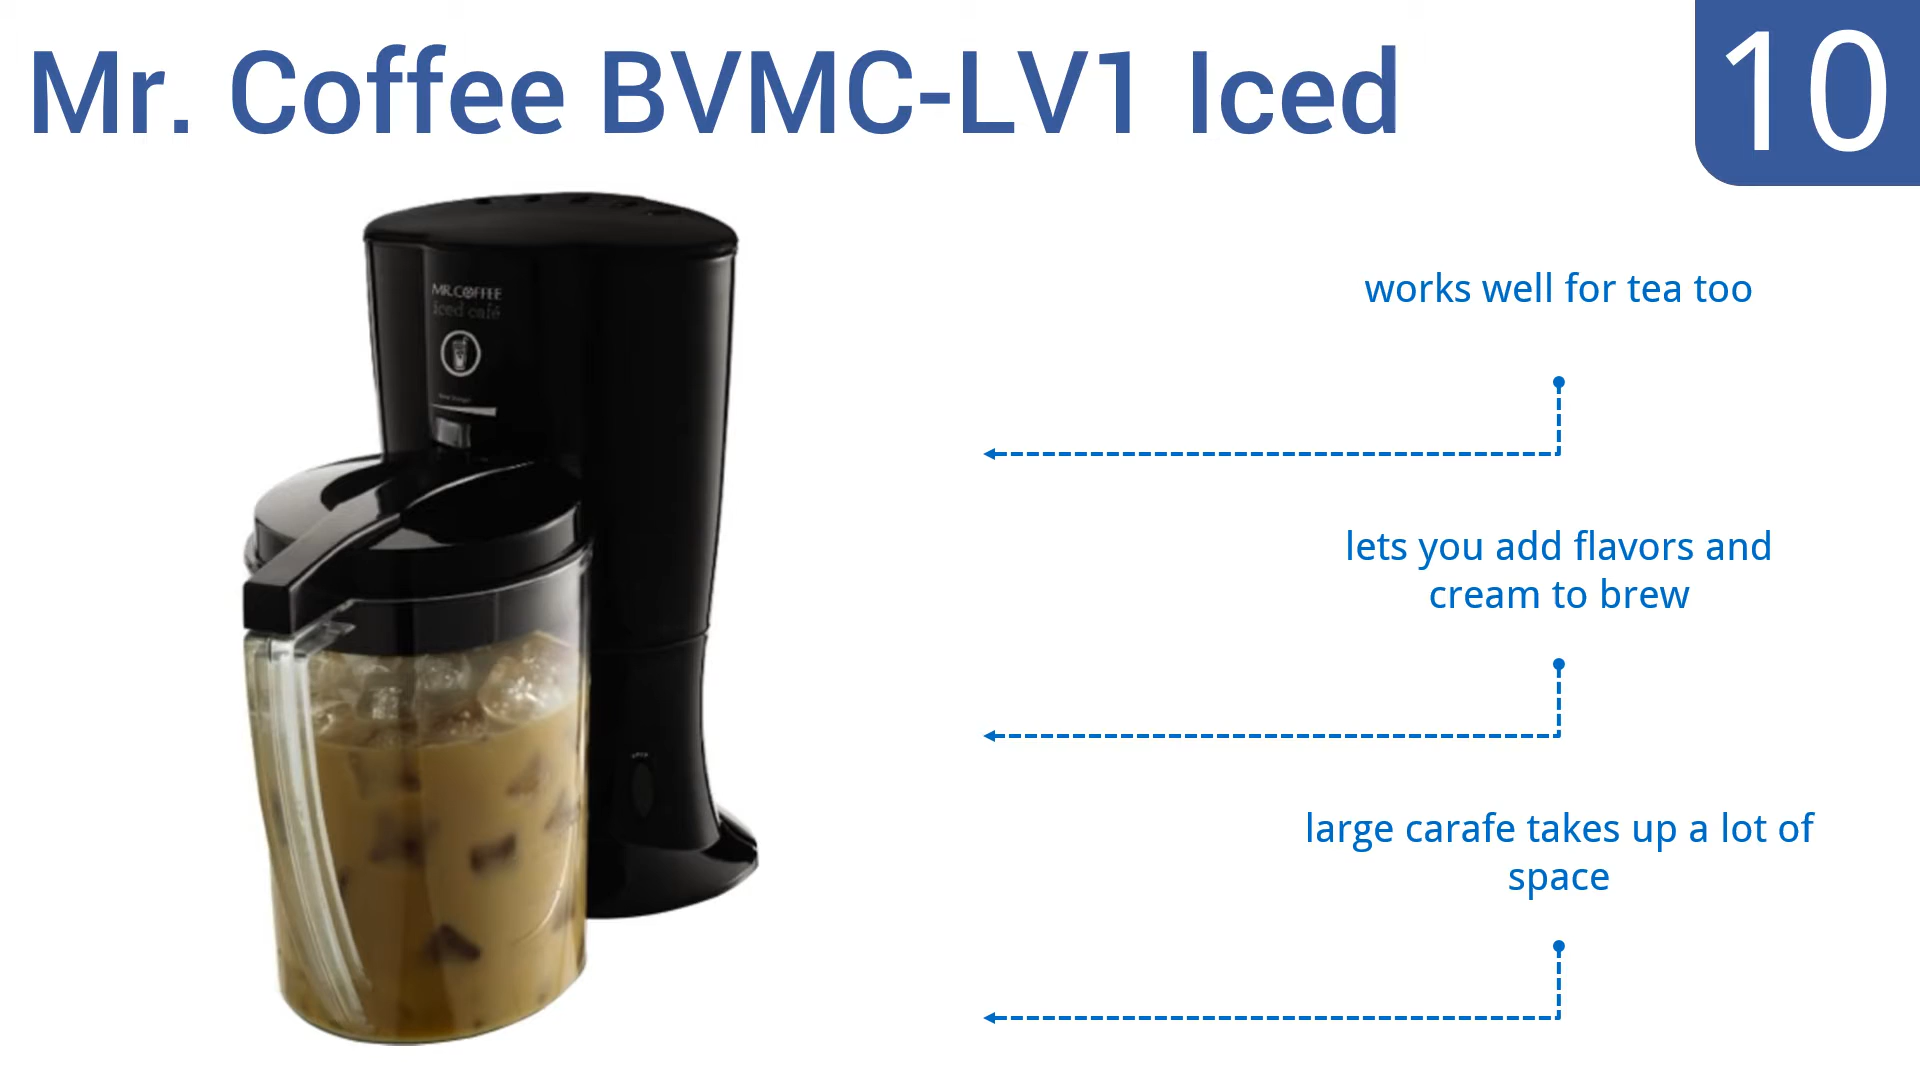 Mr. Coffee BVMC-LV1 Iced
10
MR.COFFEE
iced café
works well for tea too
lets you add flavors and
cream to brew
large carafe takes up a lot of
space